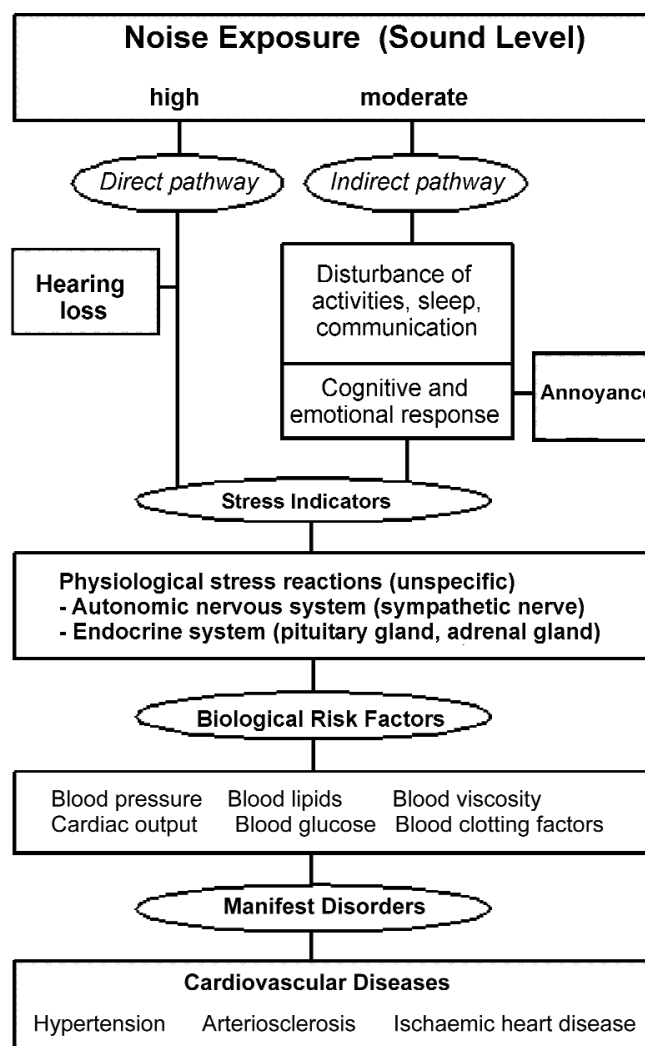 Noise Exposure (Sound Level)
high moderate
Direct pathway Indirect pathway
Hearing
loss
Disturbance of
activities, sleep,
communication
Cognitive and
emotional response
Annoyance
Stress Indicators
Physiological stress reactions (unspecific)
- Autonomic nervous system (sympathetic nerve)
- Endocrine system (pituitary gland, adrenal gland)
Biological Risk Factors
Blood pressure Blood lipids Blood viscosity
Cardiac output Blood glucose Blood clotting factors
Manifest Disorders
Cardiovascular Diseases
Hypertension Arteriosclerosis Ischaemic heart disease